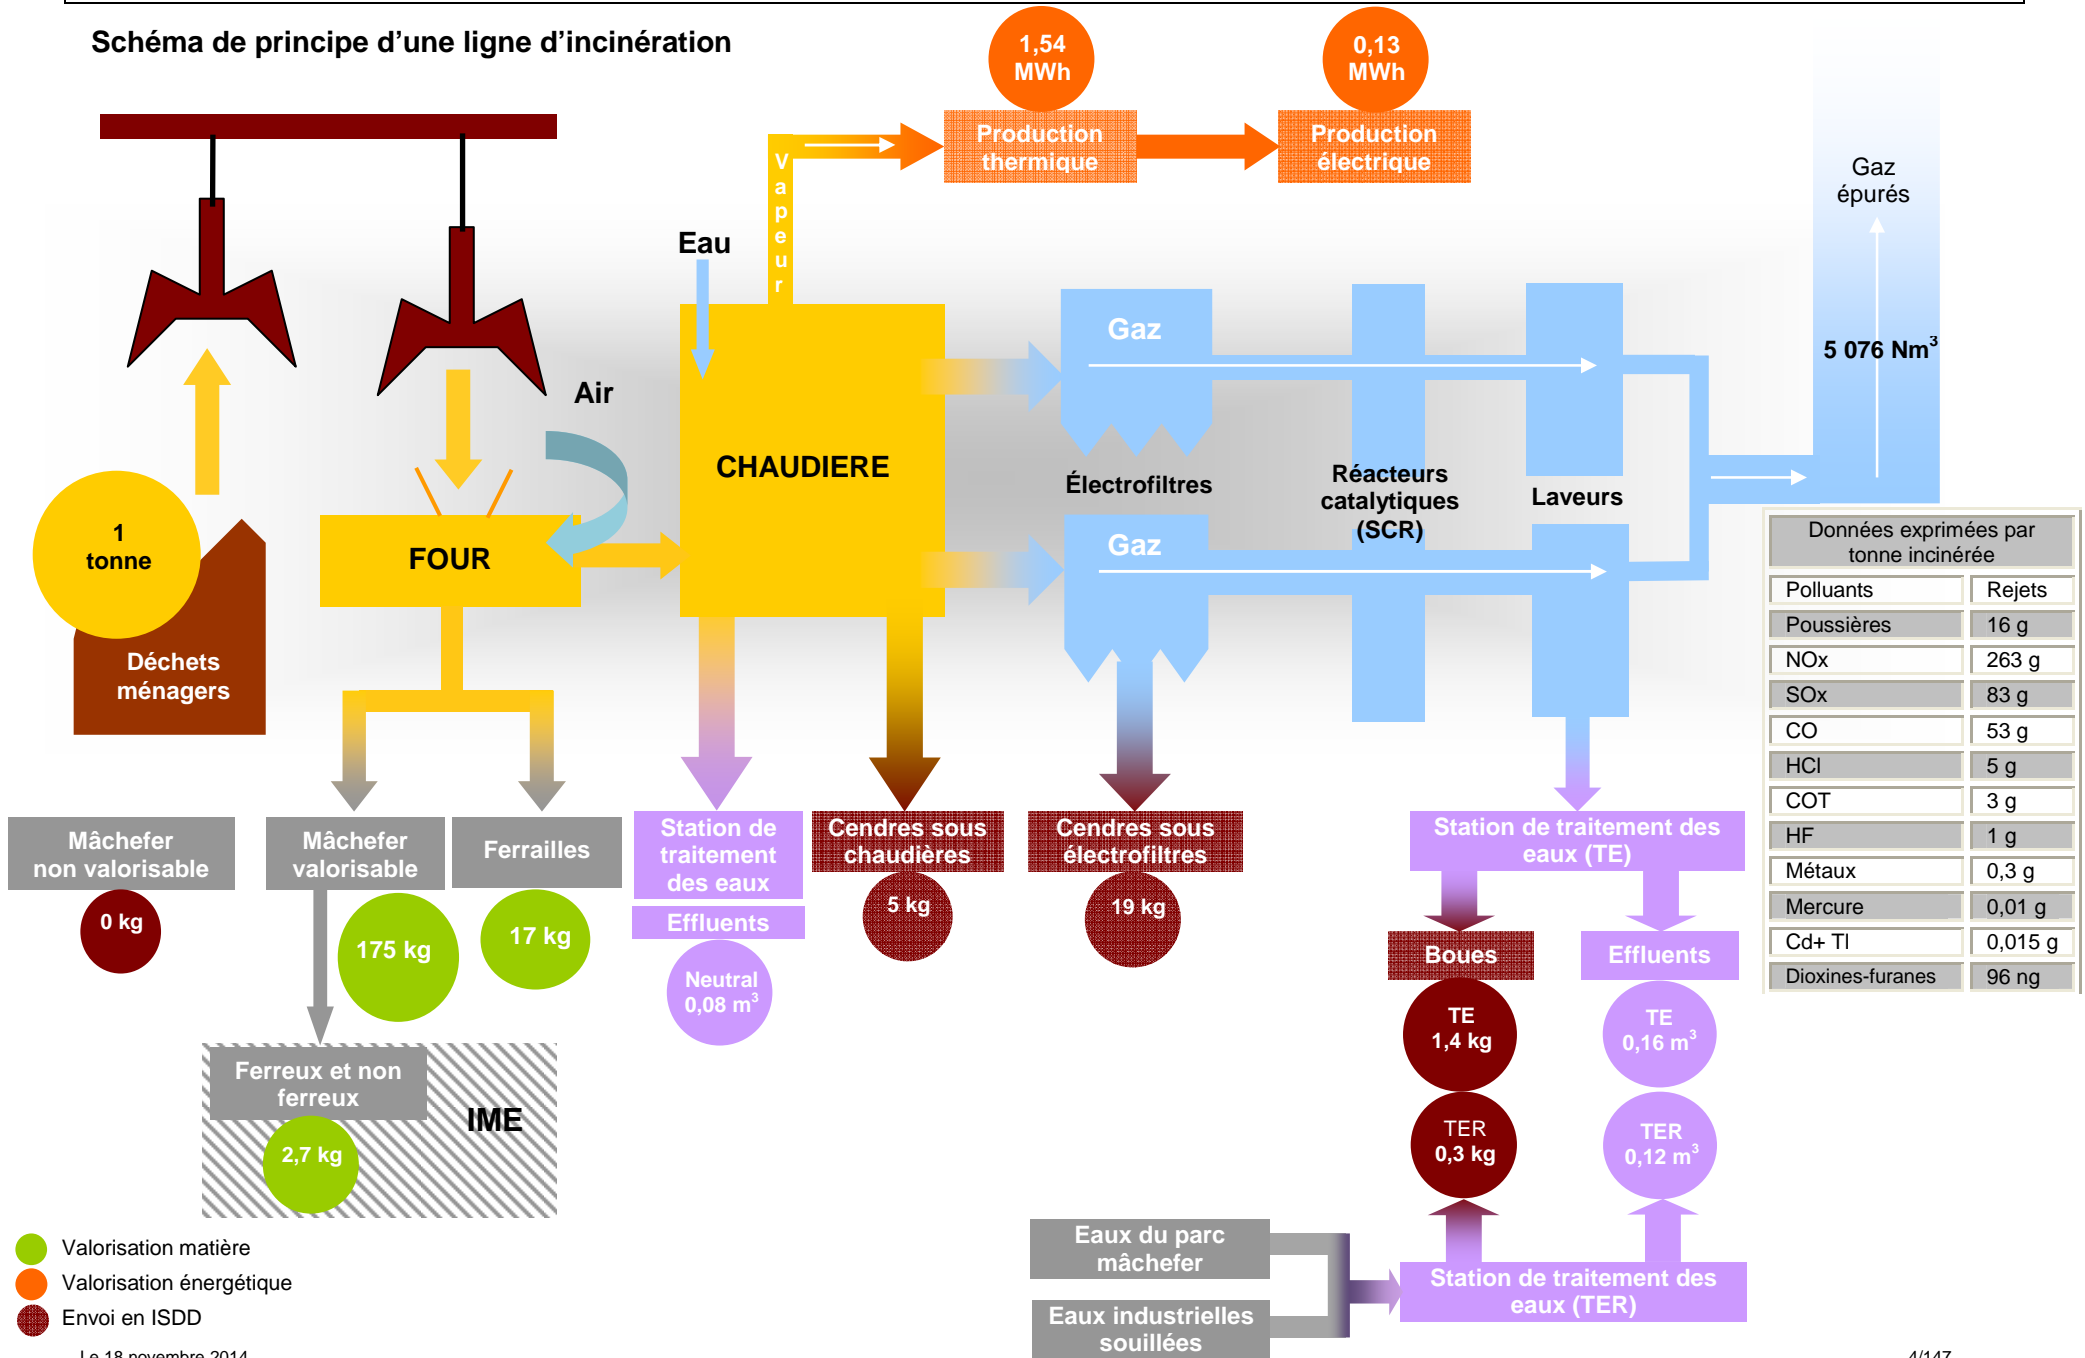 Schéma de principe d’une ligne d’incinération
1,54
MWh
0,13
MWh
Production
thermique
Production
électrique
Vapeur
Gaz
épurés
Eau
Gaz
5 076 Nm³
Air
CHAUDIERE
Électrofiltres
Réacteurs
catalytiques
(SCR)
Laveurs
1
tonne
FOUR
Gaz
Déchets
ménagers
Données exprimées par
tonne incinérée
Polluants Rejets
Poussières 16 g
NOx 263 g
SOx 83 g
CO 53 g
HCl 5 g
COT 3 g
HF 1 g
Métaux 0,3 g
Mercure 0,01 g
Cd+ Tl 0,015 g
Dioxines-furanes 96 ng
Mâchefer
non valorisable
0 kg
Mâchefer
valorisable
175 kg
Ferrailles
17 kg
Station de
traitement
des eaux
Effluents
Neutral
0,08 m³
Cendres sous
chaudières
5 kg
Cendres sous
électrofiltres
19 kg
Station de traitement des
eaux (TE)
Boues
Effluents
TE
1,4 kg
TE
0,16 m³
TER
0,3 kg
TER
0,12 m³
Ferreux et non
ferreux
IME
2,7 kg
Eaux du parc
mâchefer
Eaux industrielles
souillées
Station de traitement des
eaux (TER)
Valorisation matière
Valorisation énergétique
Envoi en ISDD
Le 18 novembre 2014
4/147